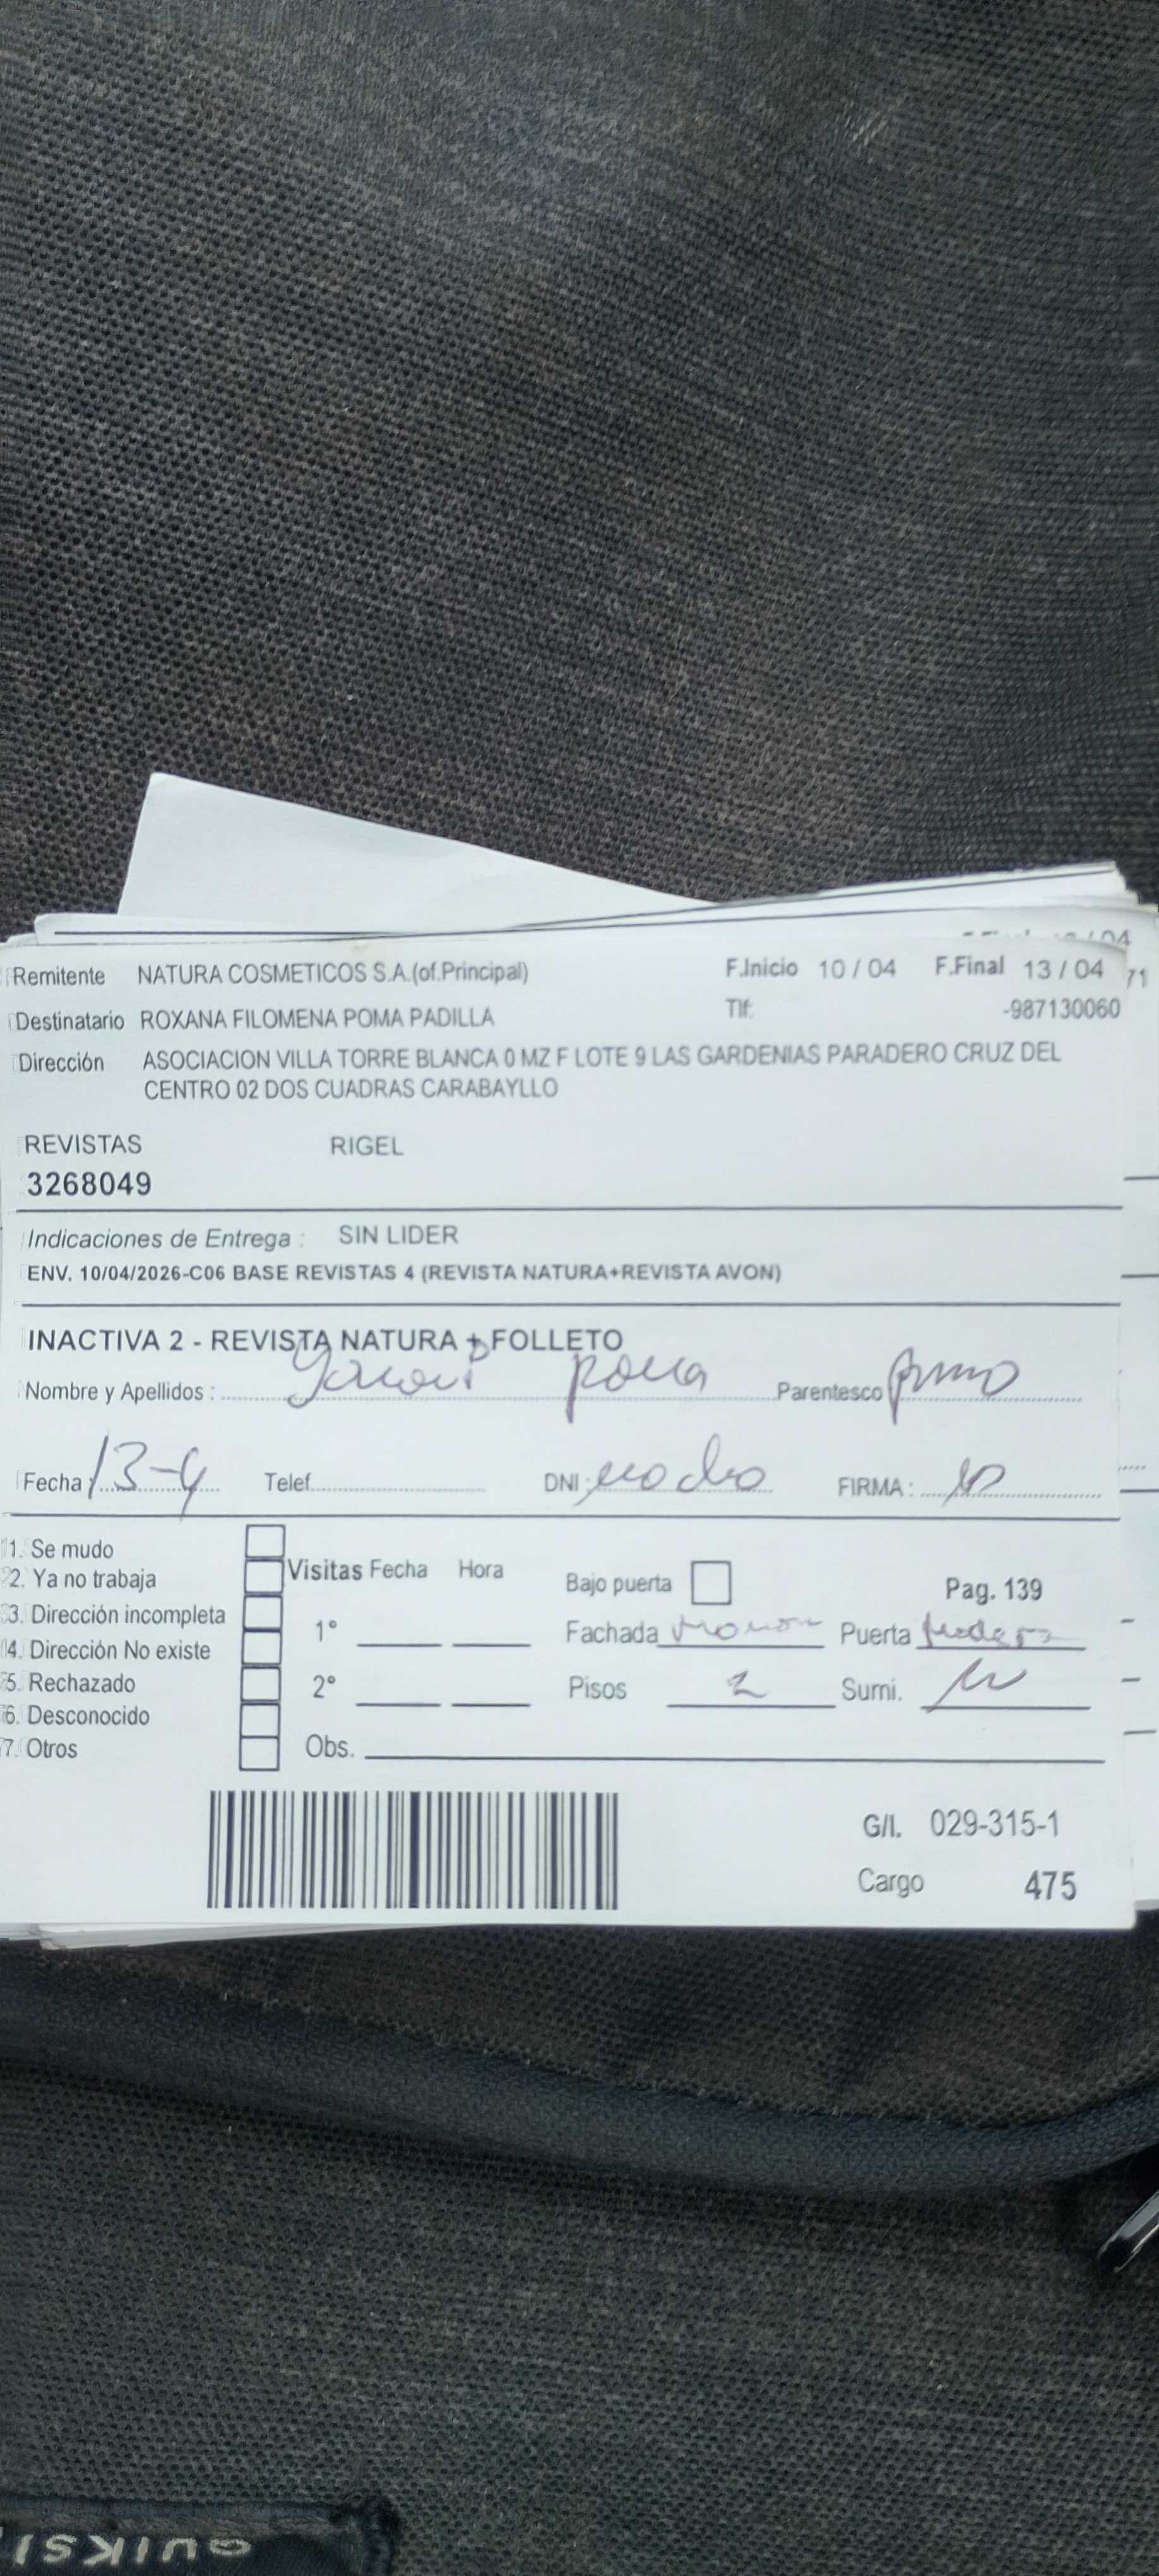 Remitente NATURA COSMETICOS S.A.(of.Principal) F.Inicio 10 / 04 F.Final 13 / 04
Destinatario ROXANA FILOMENA POMA PADILLA Tlf: -987130060
Dirección ASOCIACION VILLA TORRE BLANCA 0 MZ F LOTE 9 LAS GARDENIAS PARADERO CRUZ DEL
CENTRO 02 DOS CUADRAS CARABAYLLO
REVISTAS RIGEL
3268049
Indicaciones de Entrega : SIN LIDER
ENV. 10/04/2026-C06 BASE REVISTAS 4 (REVISTA NATURA+REVISTA AVON)
INACTIVA 2 - REVISTA NATURA + FOLLETO
Nombre y Apellidos : Parentesco
Fecha : 13-4 Telef. DNI : FIRMA :
1. Se mudo
2. Ya no trabaja Visitas Fecha Hora Bajo puerta Pag. 139
3. Dirección incompleta 1° Fachada Puerta
4. Dirección No existe
5. Rechazado 2° Pisos 2 Sumi.
6. Desconocido
7. Otros Obs.
G/I. 029-315-1
Cargo 475
QUIKSI